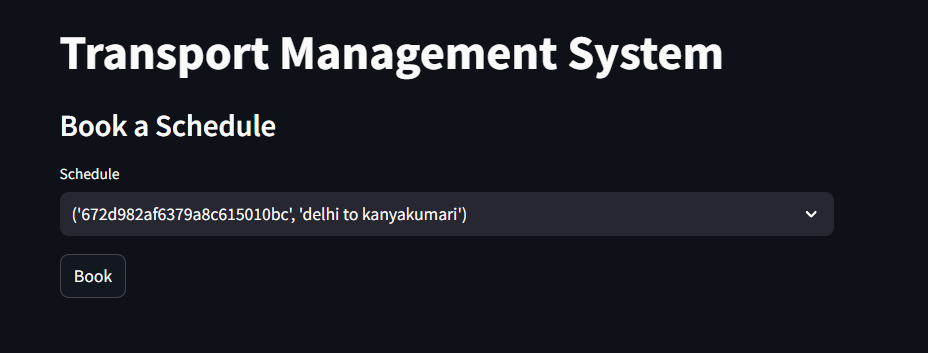 Transport Management System
Book a Schedule
Schedule
('672d982af6379a8c615010bc', 'delhi to kanyakumari')
Book